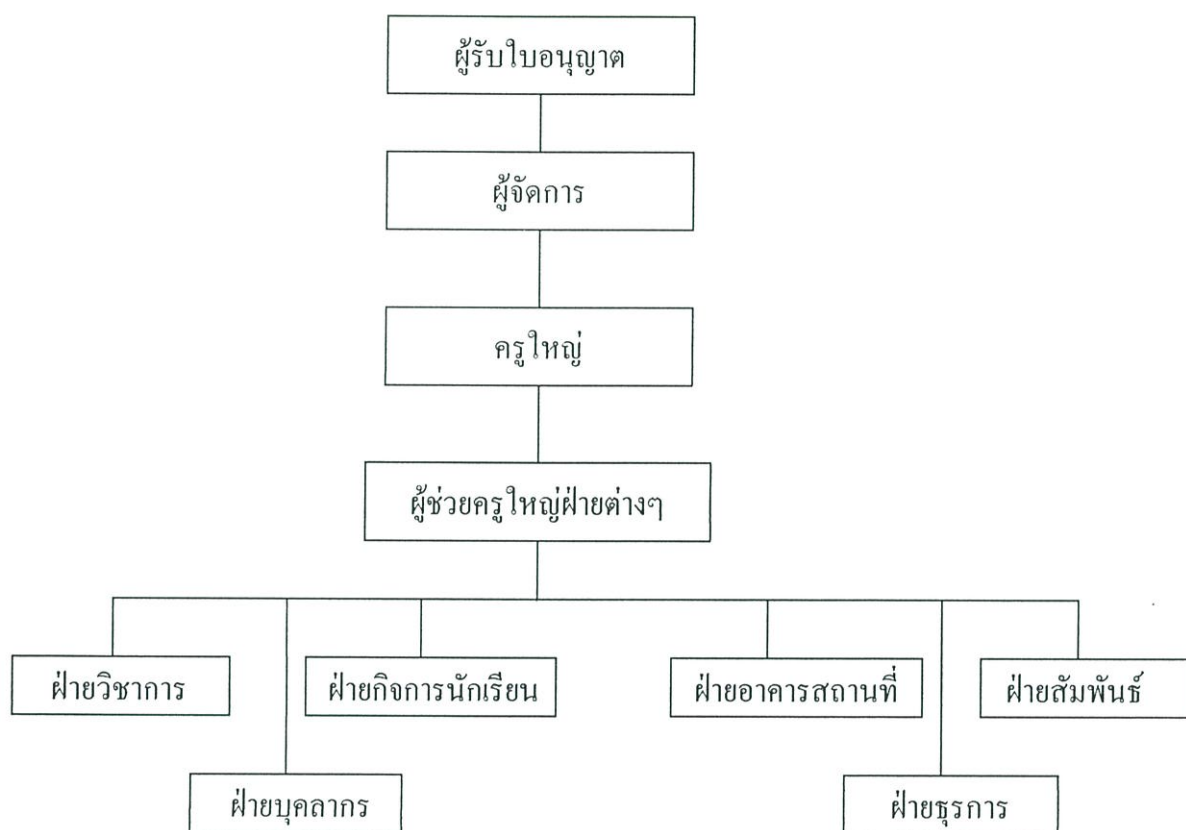 ผู้รับใบอนุญาต
ผู้จัดการ
ครูใหญ่
ผู้ช่วยครูใหญ่ฝ่ายต่างๆ
ฝ่ายวิชาการ
ฝ่ายกิจการนักเรียน
ฝ่ายอาคารสถานที่
ฝ่ายสัมพันธ์
ฝ่ายบุคลากร
ฝ่ายธุรการ